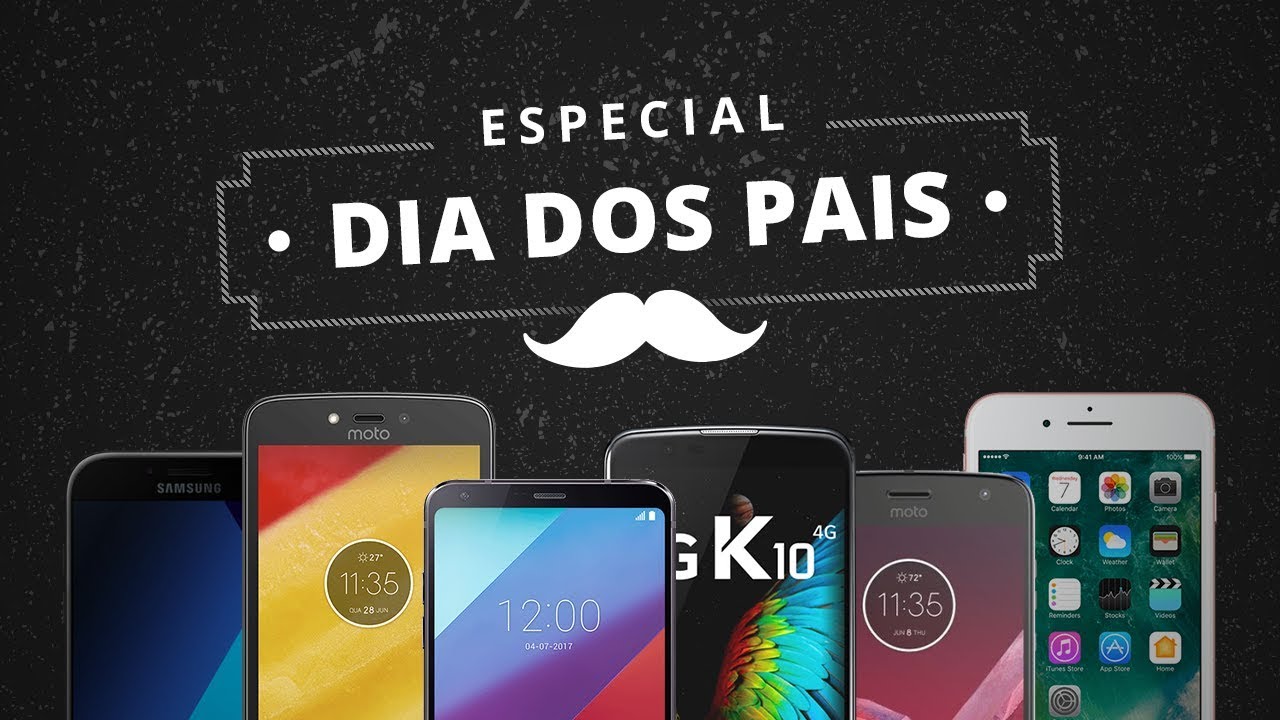 ESPECIAL
• DIA DOS PAIS •
SAMSUNG
moto
27°
11:35
QUA 28 JUN
12:00
04-07-2017
G K10 4G
moto
72°
11:35
JUN 8 THU
9:41 AM
100%
Wednesday
7
Calendar
Photos
Camera
Clock
Weather
Wallet
Reminders
Stocks
Videos
iTunes Store
App Store
Home